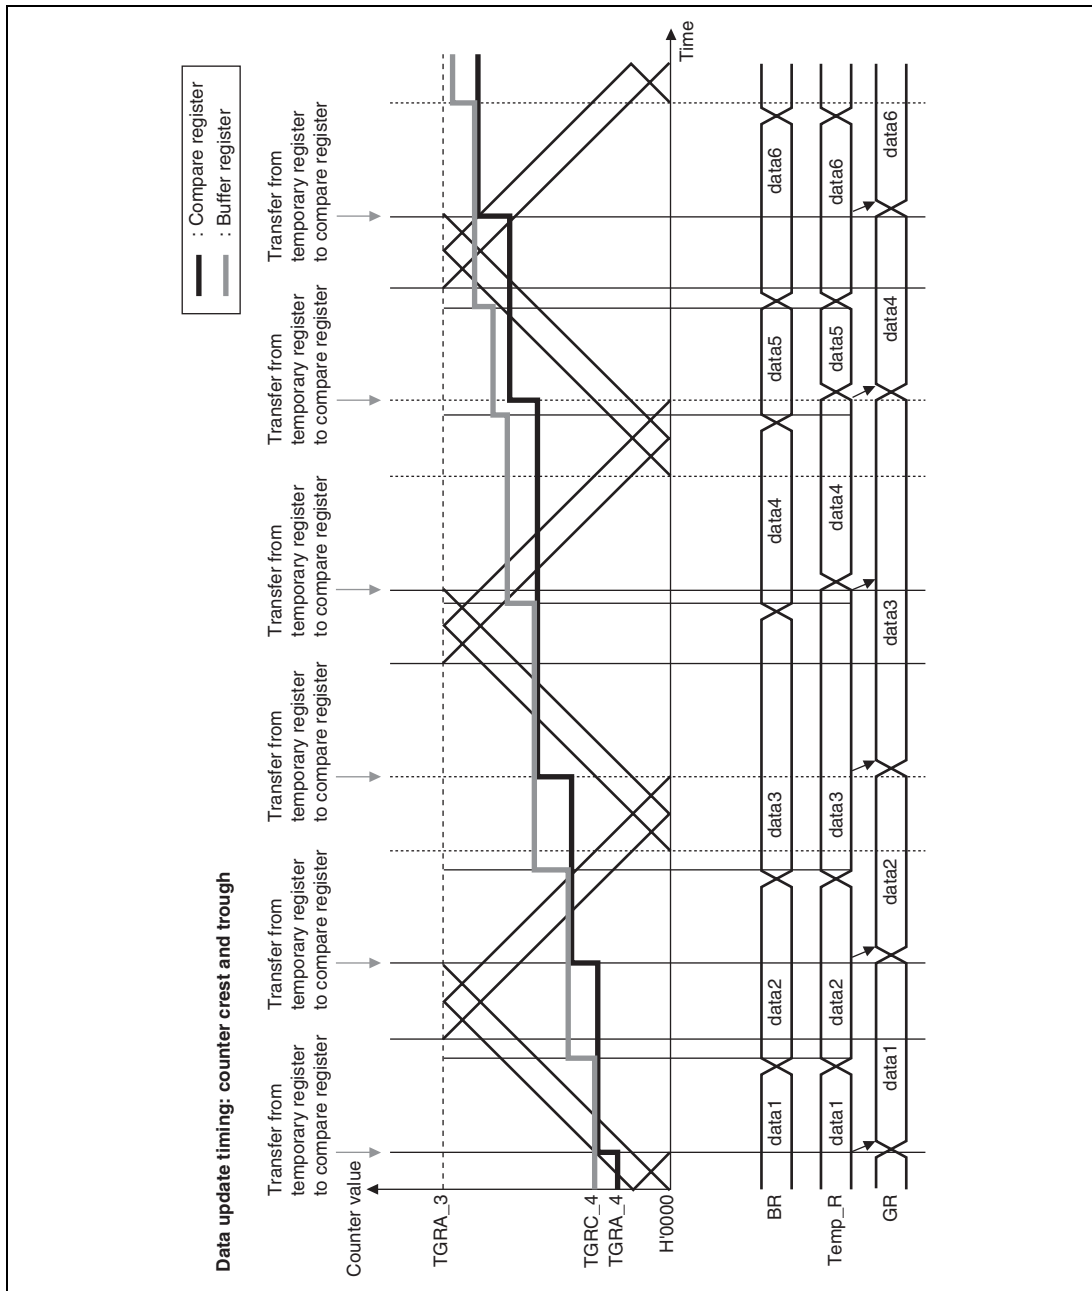 Data update timing: counter crest and trough
: Compare register
: Buffer register
Transfer from
temporary register
to compare register
Transfer from
temporary register
to compare register
Transfer from
temporary register
to compare register
Transfer from
temporary register
to compare register
Transfer from
temporary register
to compare register
Transfer from
temporary register
to compare register
Counter value
TGRA_3
TGRC_4
TGRA_4
H'0000
Time
BR
data1
data2
data3
data4
data5
data6
Temp_R
data1
data2
data3
data4
data5
data6
GR
data1
data2
data3
data4
data6